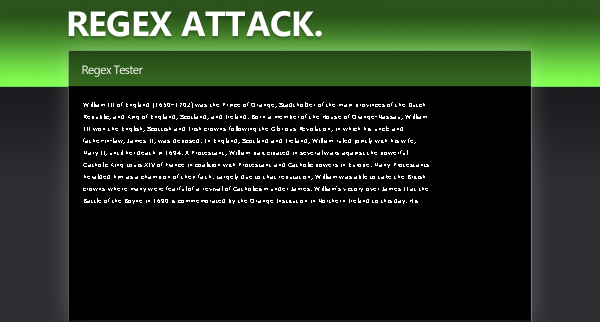 REGEX ATTACK.
Regex Tester
William III of England (1650-1702) was the Prince of Orange, Stadtholder of the main provinces of the Dutch
Republic, and King of England, Scotland, and Ireland. Born a member of the House of Orange-Nassau, William
III won the English, Scottish and Irish crowns following the Glorious Revolution, in which his uncle and
father-in-law, James II, was deposed. In England, Scotland and Ireland, William ruled jointly with his wife,
Mary II, until her death in 1694. A Protestant, William participated in several wars against the powerful
Catholic King Louis XIV of France in coalition with Protestant and Catholic powers in Europe. Many Protestants
heralded him as a champion of their faith. Largely due to that reputation, William was able to take the British
crowns where many were fearful of a revival of Catholicism under James. William's victory over James II at the
Battle of the Boyne in 1690 is commemorated by the Orange Institution in Northern Ireland to this day. His